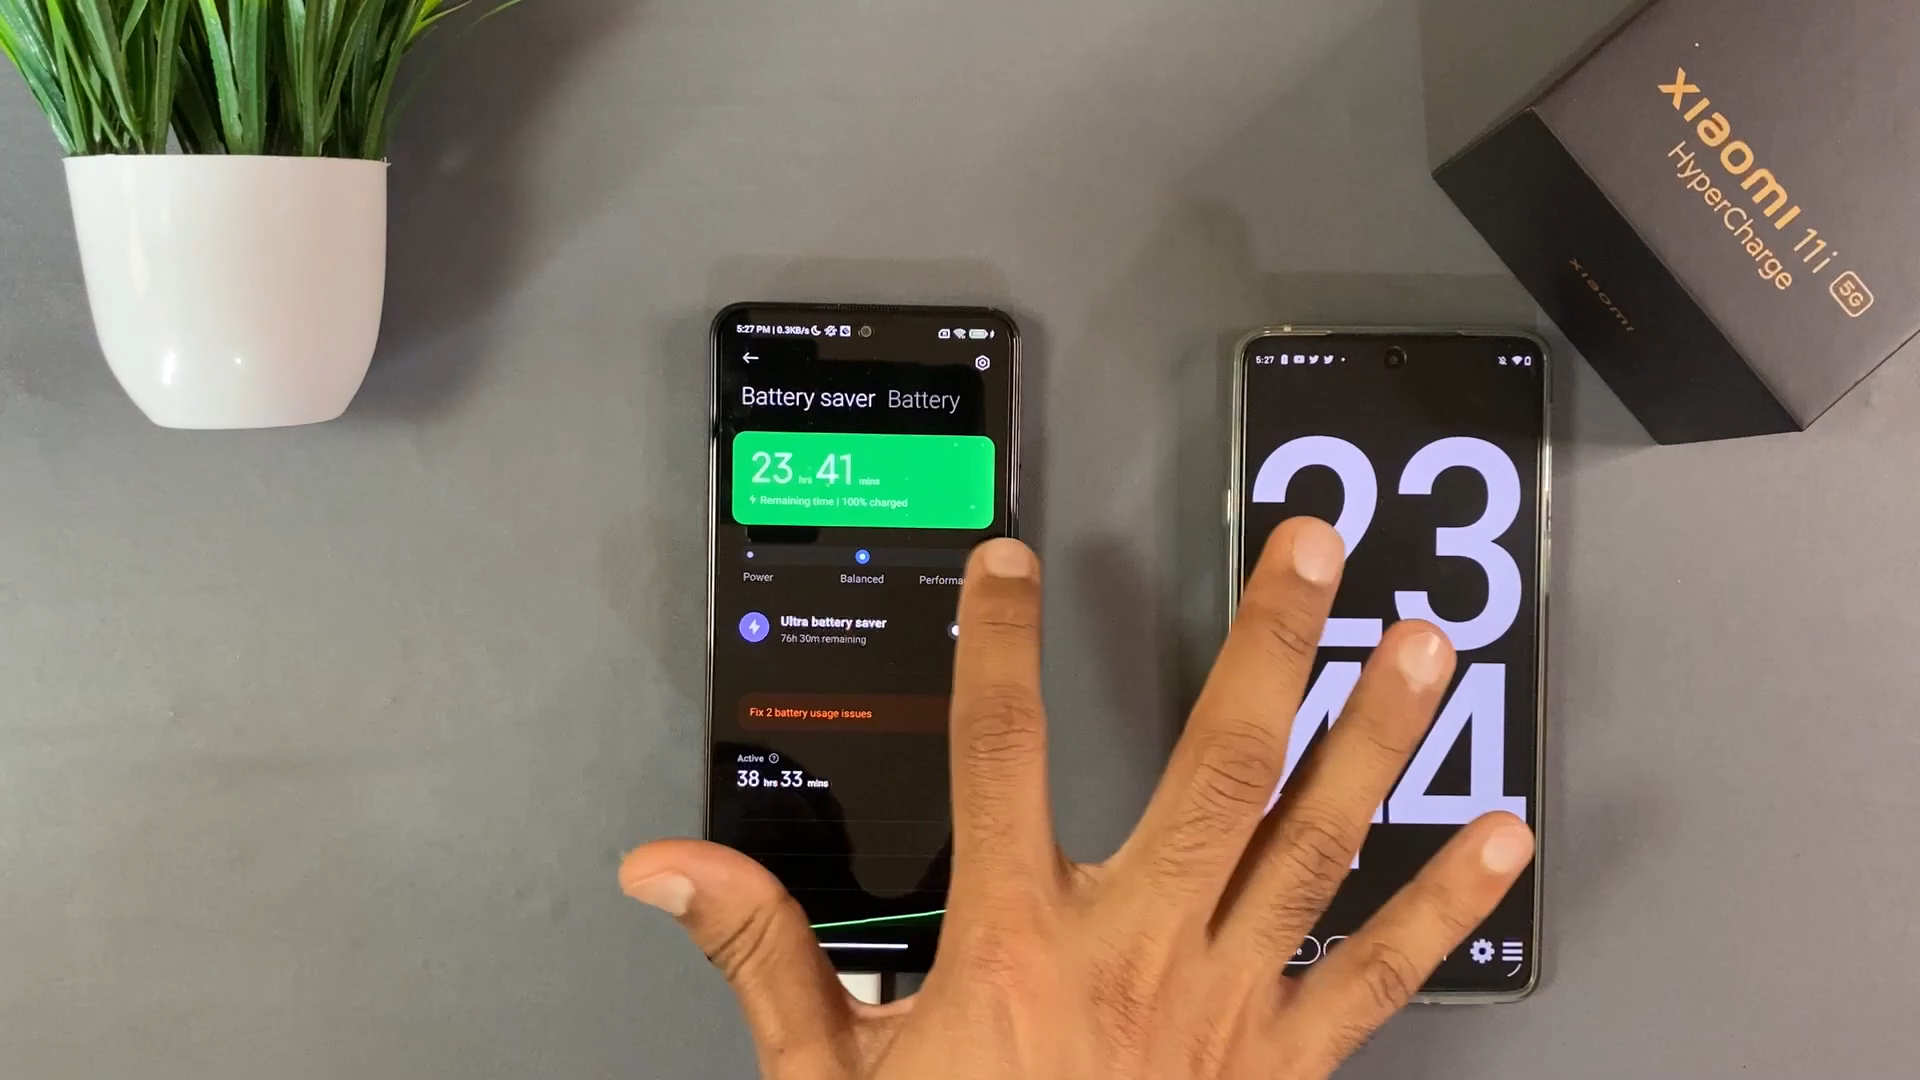 xiaomi 11i
HyperCharge
5G
xiaomi
5:27 PM | 0.3KB/s
Battery saver Battery
23 hrs 41 mins
Remaining time | 100% charged
Power Balanced
Ultra battery saver
76h 30m remaining
Fix 2 battery usage issues
Active
38 hrs 33 mins
5:27
23
44